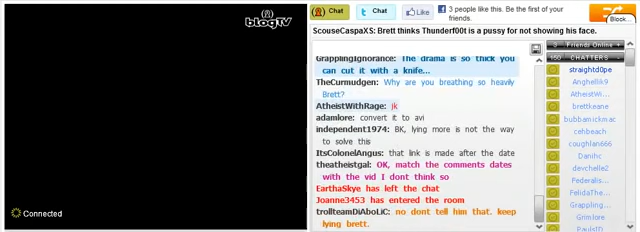 blogTV
Chat
Chat
Like
3 people like this. Be the first of your
friends.
Block...
ScouseCaspaXS: Brett thinks Thunderf00t is a pussy for not showing his face.
GrapplingIgnorance: The drama is so thick you
can cut it with a knife...
TheCurmudgen: Why are you breathing so heavily
Brett?
AtheistWithRage: jk
adamlore: convert it to avi
independent1974: BK, lying more is not the way
to solve this
ItsColonelAngus: that link is made after the date
theatheistgal: OK, match the comments dates
with the vid I dont think so
EarthaSkye has left the chat
Joanne3453 has entered the room
trollteamDiAboLiC: no dont tell him that. keep
lying brett.
3 Friends Online +
150 CHATTERS -
straightd0pe
Anghellik9
AtheistWi...
brettkeane
bubbamickmac
cehbeach
coughlan666
Danihc
devchelle2
Federalis...
FelidaThe...
Grappling...
Grimlore
PaulsID
Connected